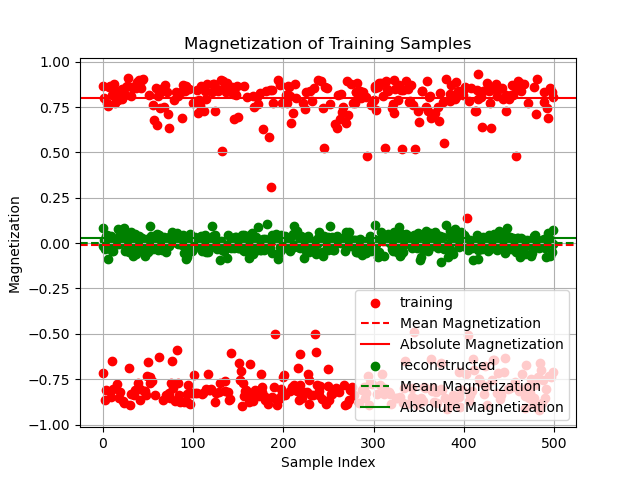 Magnetization of Training Samples
Magnetization
1.00
0.75
0.50
0.25
0.00
−0.25
−0.50
−0.75
−1.00
training
Mean Magnetization
Absolute Magnetization
reconstructed
Mean Magnetization
Absolute Magnetization
0 100 200 300 400 500
Sample Index